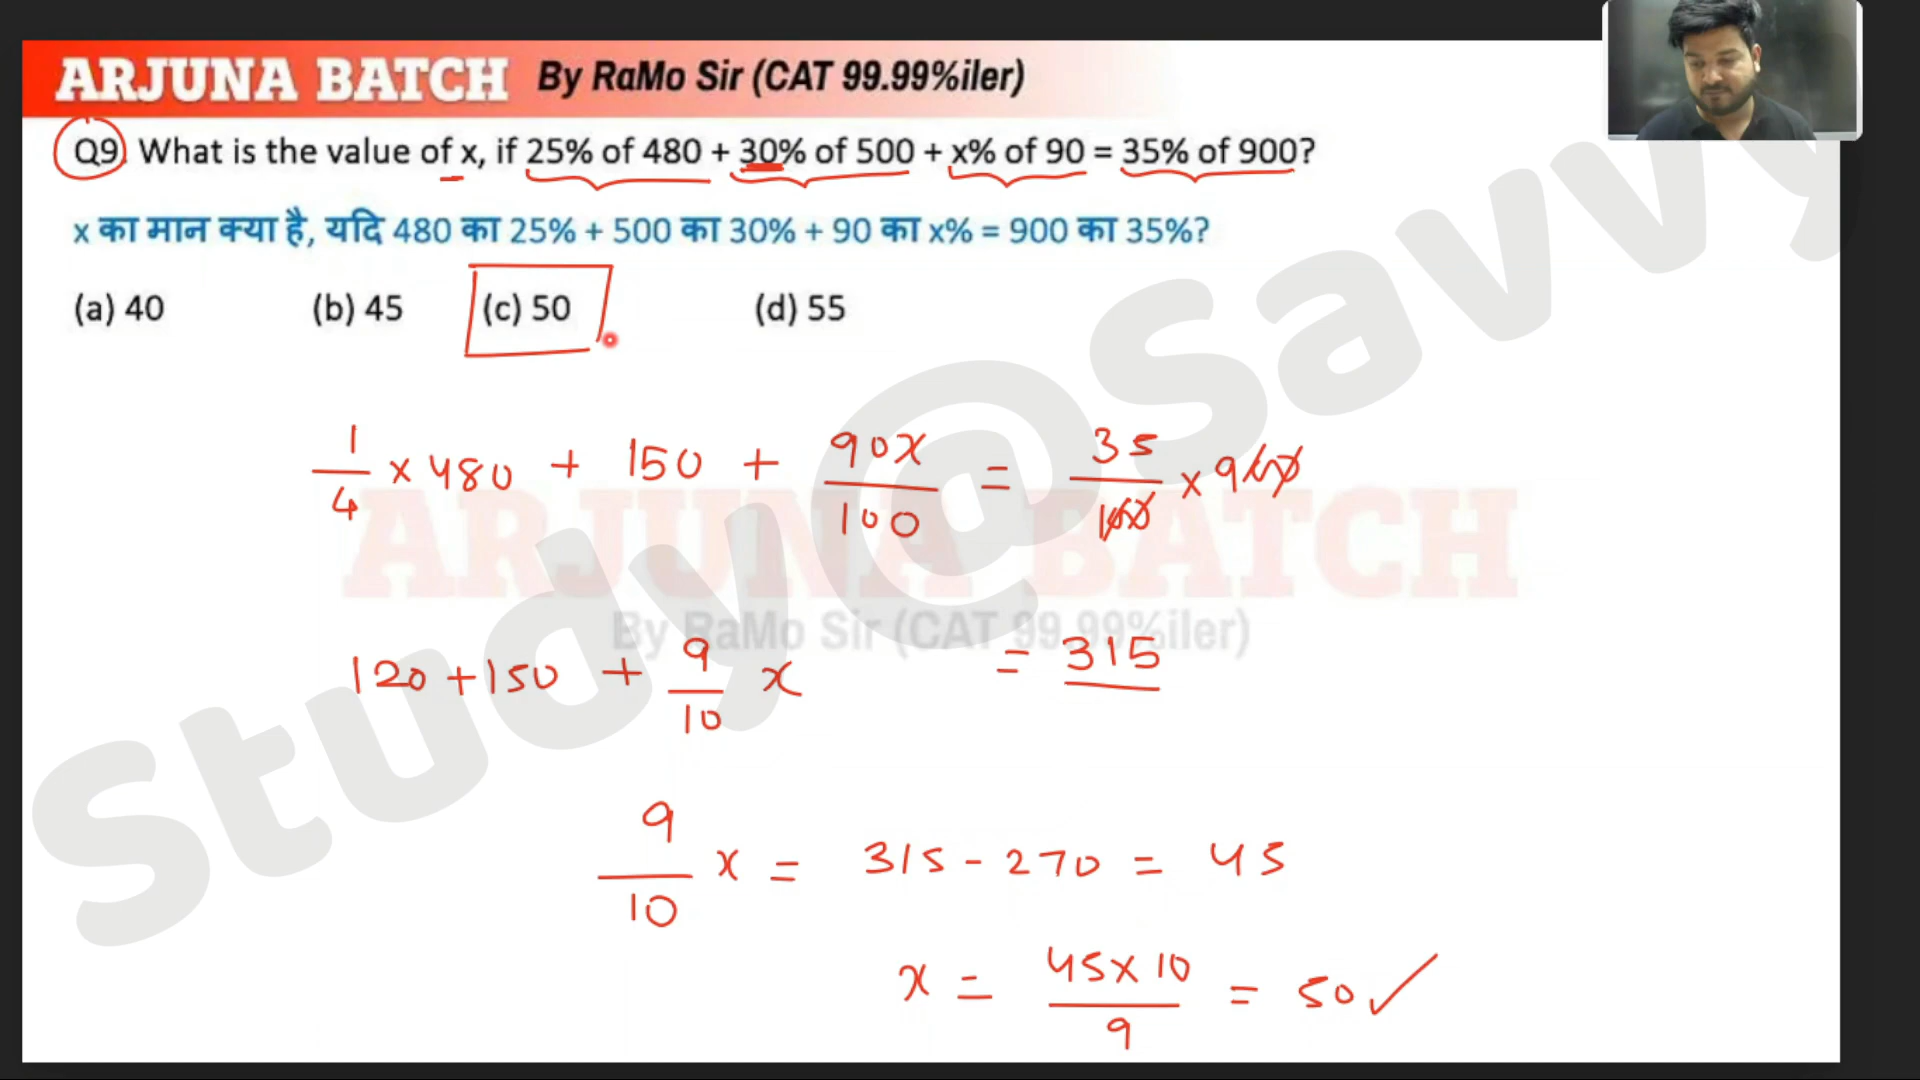 ARJUNA BATCH By RaMo Sir (CAT 99.99%iler)
Q9. What is the value of x, if 25% of 480 + 30% of 500 + x% of 90 = 35% of 900?
x का मान क्या है, यदि 480 का 25% + 500 का 30% + 90 का x% = 900 का 35%?
(a) 40 (b) 45 (c) 50 (d) 55
1/4 × 480 + 150 + 90x/100 = 35/100 × 900
ARJUNA BATCH
By RaMo Sir (CAT 99.99%iler)
120 + 150 + 9/10 x = 315
9/10 x = 315 - 270 = 45
x = 45×10/9 = 50 ✓
Study@Savvy